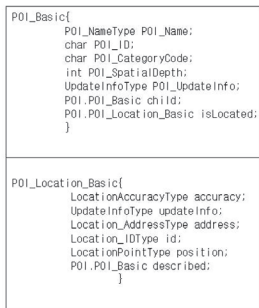 POI_Basic{
POI_NameType POI_Name;
char POI_ID;
char POI_CategoryCode;
int POI_SpatialDepth;
UpdateInfoType POI_UpdateInfo;
POI.POI_Basic child;
POI.POI_Location_Basic isLocated;
}
POI_Location_Basic{
LocationAccuracyType accuracy;
UpdateInfoType updateInfo;
Location_AddressType address;
Location_IDType id;
LocationPointType position;
POI.POI_Basic described;
}